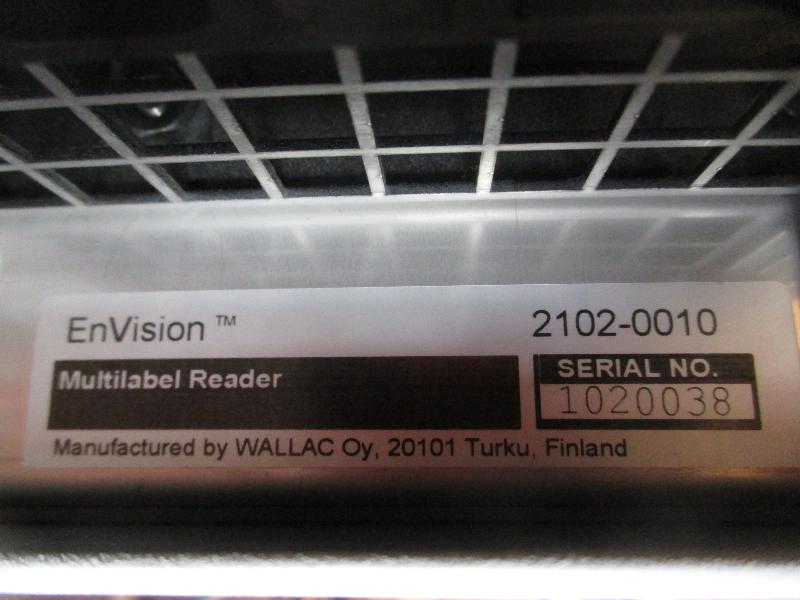 EnVision ™ 2102-0010
Multilabel Reader
SERIAL NO.
1020038
Manufactured by WALLAC Oy, 20101 Turku, Finland